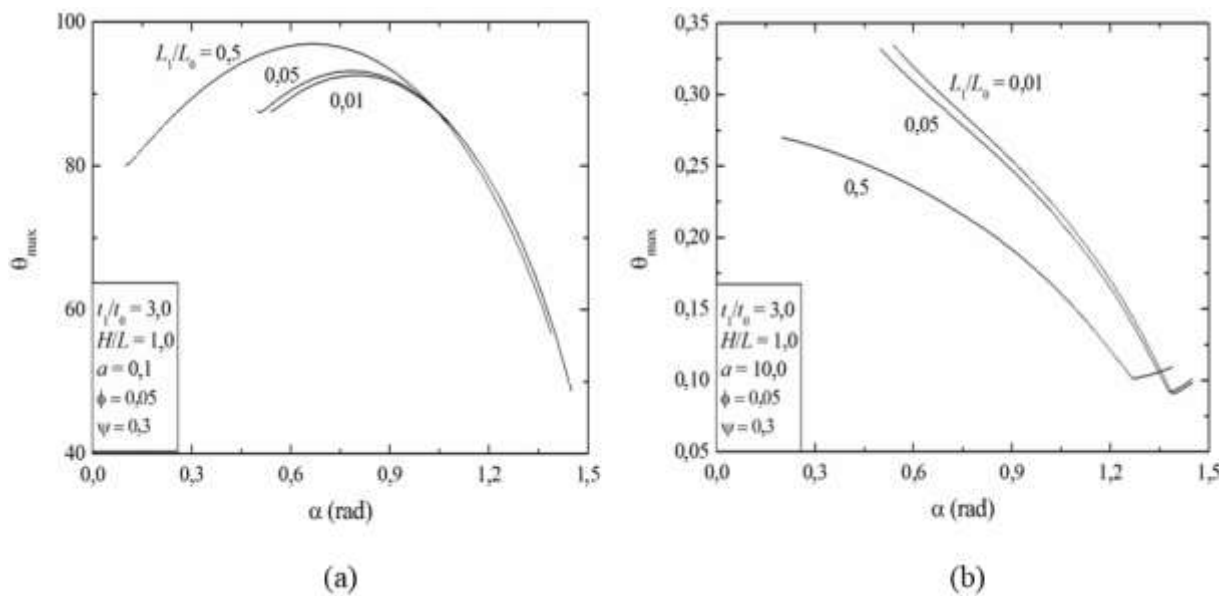 100
80
60
40
θmax
L1/L0 = 0,5
0,05
0,01
t1/t0 = 3,0
H/L = 1,0
a = 0,1
ϕ = 0,05
ψ = 0,3
0,0 0,3 0,6 0,9 1,2 1,5
α (rad)
(a)
0,35
0,30
0,25
0,20
0,15
0,10
0,05
θmax
L1/L0 = 0,01
0,05
0,5
t1/t0 = 3,0
H/L = 1,0
a = 10,0
ϕ = 0,05
ψ = 0,3
0,0 0,3 0,6 0,9 1,2 1,5
α (rad)
(b)